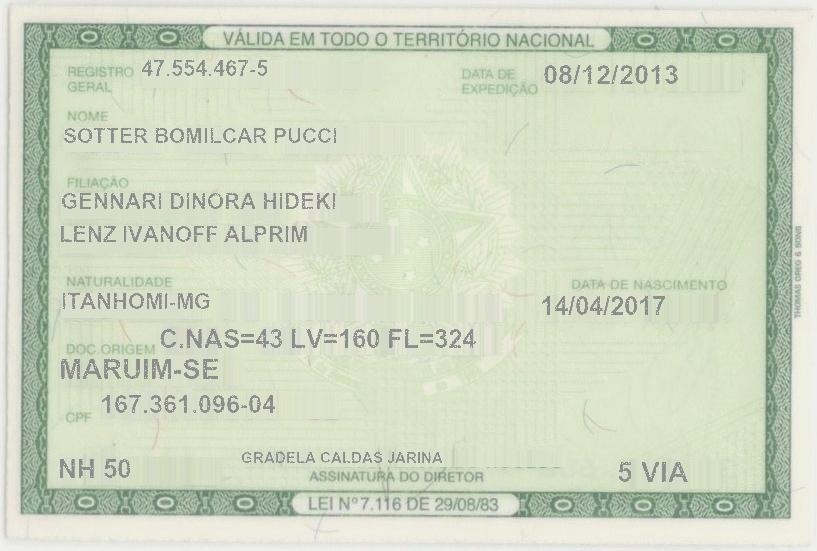 VÁLIDA EM TODO O TERRITÓRIO NACIONAL
REGISTRO GERAL 47.554.467-5 DATA DE EXPEDIÇÃO 08/12/2013
NOME
SOTTER BOMILCAR PUCCI
FILIAÇÃO
GENNARI DINORA HIDEKI
LENZ IVANOFF ALPRIM
NATURALIDADE DATA DE NASCIMENTO
ITANHOMI-MG 14/04/2017
DOC.ORIGEM C.NAS=43 LV=160 FL=324
MARUIM-SE
CPF 167.361.096-04
NH 50 GRADELA CALDAS JARINA 5 VIA
ASSINATURA DO DIRETOR
LEI Nº 7.116 DE 29/08/83
THOMAS GREG & SONS